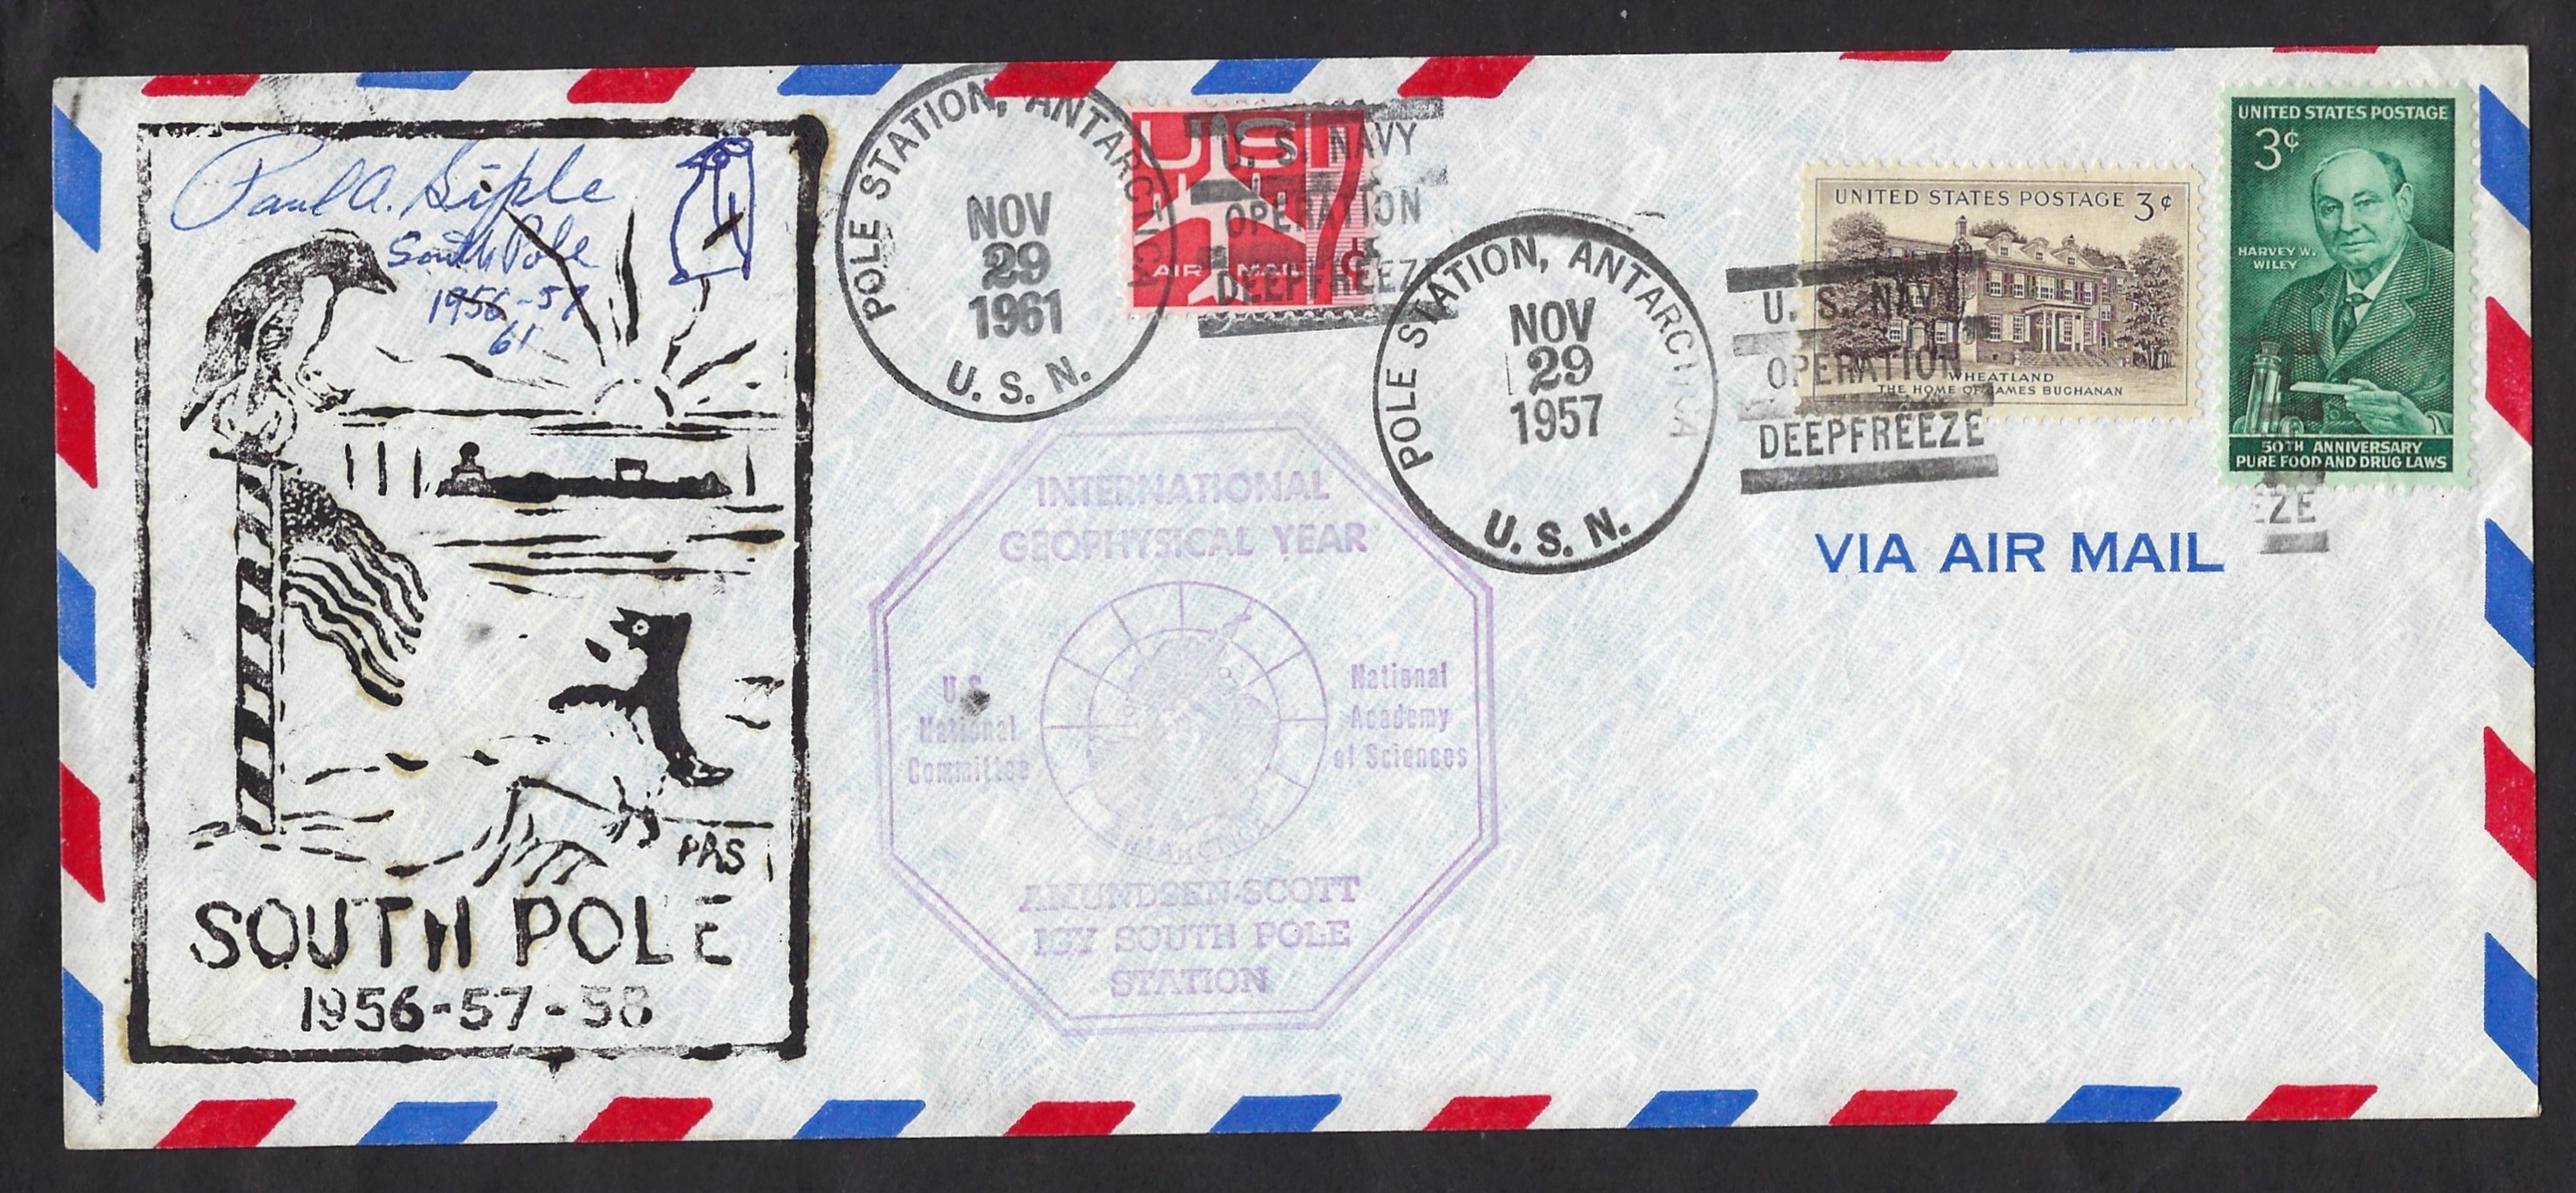 Paul A. Siple
South Pole
1956-57
61
PAS
SOUTH POLE
1956-57-58
POLE STATION, ANTARCTICA
NOV
29
1961
U. S. N.
US
7¢
AIR MAIL
U. S. NAVY
OPERATION
DEEPFREEZE
POLE STATION, ANTARCTICA
NOV
29
1957
U. S. N.
U. S. NAVY
OPERATION
DEEPFREEZE
UNITED STATES POSTAGE 3¢
WHEATLAND
THE HOME OF JAMES BUCHANAN
UNITED STATES POSTAGE
3¢
HARVEY W.
WILEY
50TH ANNIVERSARY
PURE FOOD AND DRUG LAWS
EZE
VIA AIR MAIL
INTERNATIONAL
GEOPHYSICAL YEAR
U.S.
National
Committee
National
Academy
of Sciences
ANTARCTICA
AMUNDSEN-SCOTT
IGY SOUTH POLE
STATION